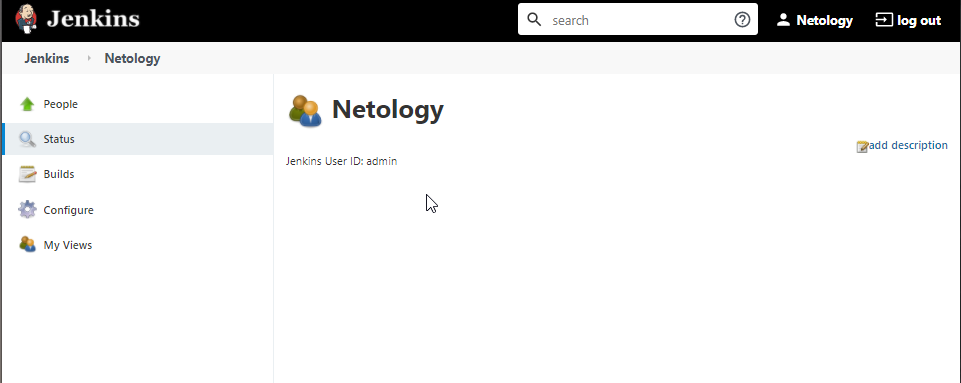 Jenkins
search
Netology
log out
Jenkins
Netology
People
Status
Builds
Configure
My Views
Netology
add description
Jenkins User ID: admin